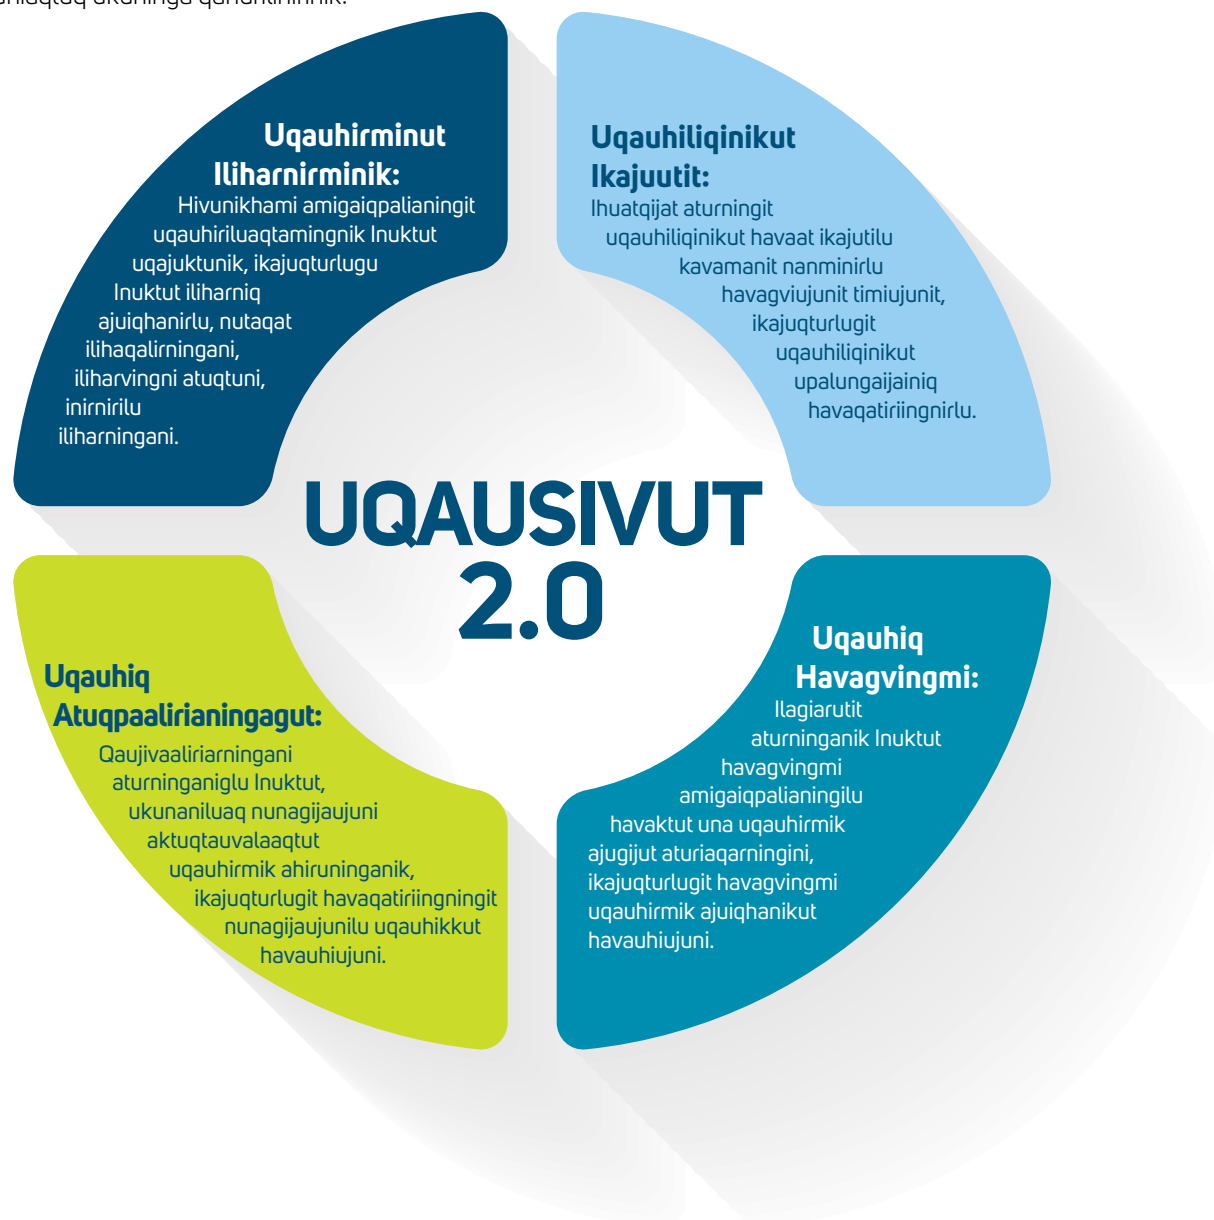 Uqauhirminut
Iliharnirminik:
Hivunikhami amigaiqpalianingit
uqauhiriluaqtamingnik Inuktut
uqajuktunik, ikajuqturlugu
Inuktut iliharniq
ajuiqhanirlu, nutaqat
ilihaqalirningani,
iliharvingni atuqtuni,
inirnirilu
iliharningani.
Uqauhiliqinikut
Ikajuutit:
Ihuatqijat aturningit
uqauhiliqinikut havaat ikajutilu
kavamanit nanminirlu
havagviujunit timiujunit,
ikajuqturlugit
uqauhiliqinikut
upalungaijainiq
havaqatiriingnirlu.
UQAUSIVUT
2.0
Uqauhiq
Atuqpaalirianingagut:
Qaujivaaliriarningani
aturninganiglu Inuktut,
ukunaniluaq nunagijaujuni
aktuqtauvalaaqtut
uqauhirmik ahiruninganik,
ikajuqturlugit havaqatiriingningit
nunagijaujunilu uqauhikkut
havauhiujuni.
Uqauhiq
Havagvingmi:
Ilagiarutit
aturninganik Inuktut
havagvingmi
amigaiqpalianingilu
havaktut una uqauhirmik
ajugijut aturiaqarningini,
ikajuqturlugit havagvingmi
uqauhirmik ajuiqhanikut
havauhiujuni.